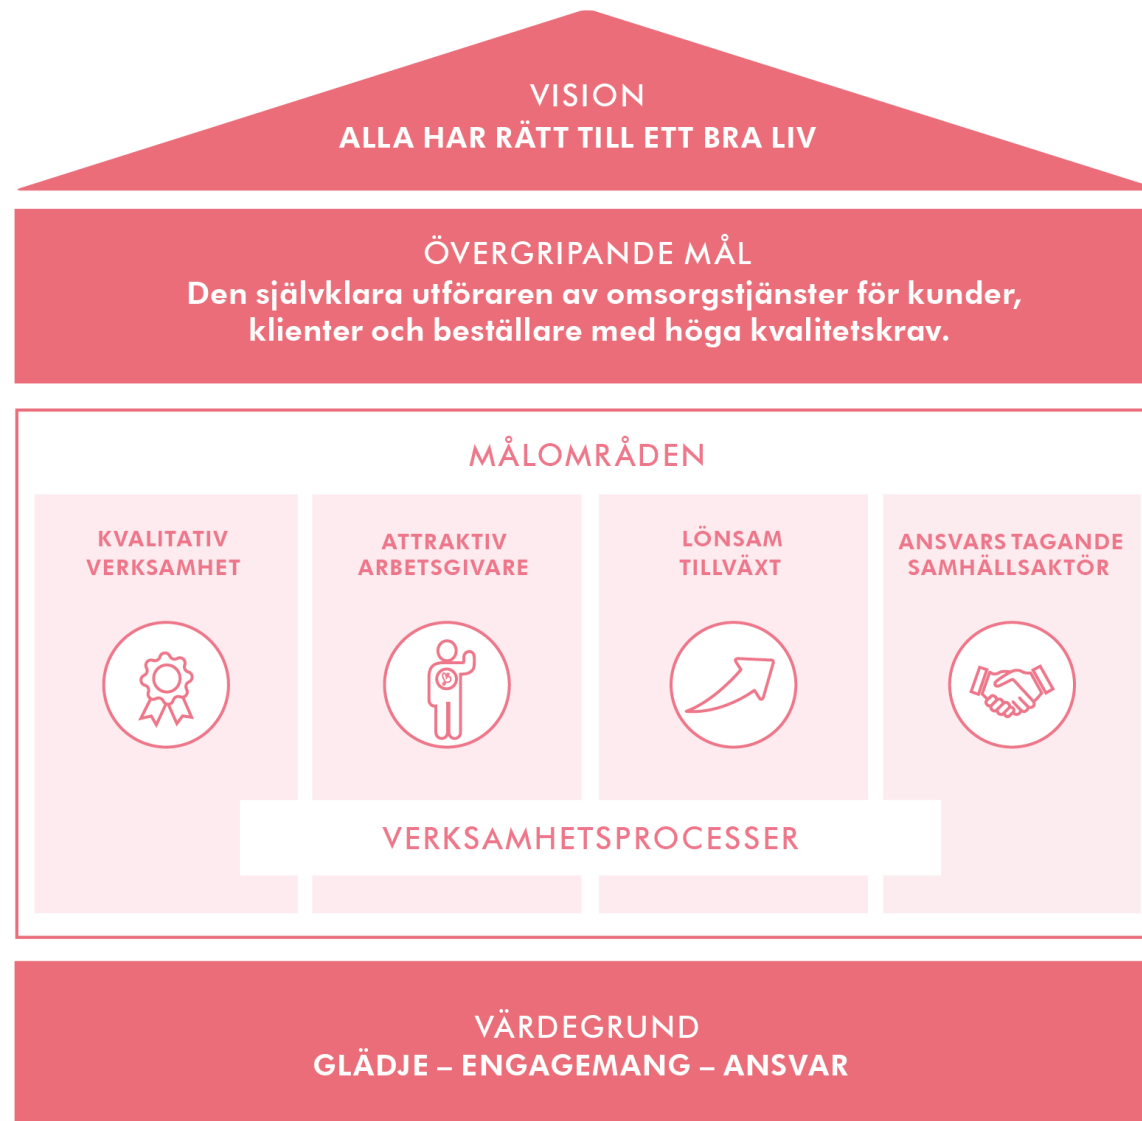 VISION
ALLA HAR RÄTT TILL ETT BRA LIV
ÖVERGRIPANDE MÅL
Den självklara utföraren av omsorgstjänster för kunder,
klienter och beställare med höga kvalitetskrav.
MÅLOMRÅDEN
KVALITATIV
VERKSAMHET
ATTRAKTIV
ARBETSGIVARE
LÖNSAM
TILLVÄXT
ANSVARS TAGANDE
SAMHÄLLSAKTÖR
VERKSAMHETSPROCESSER
VÄRDEGRUND
GLÄDJE – ENGAGEMANG – ANSVAR